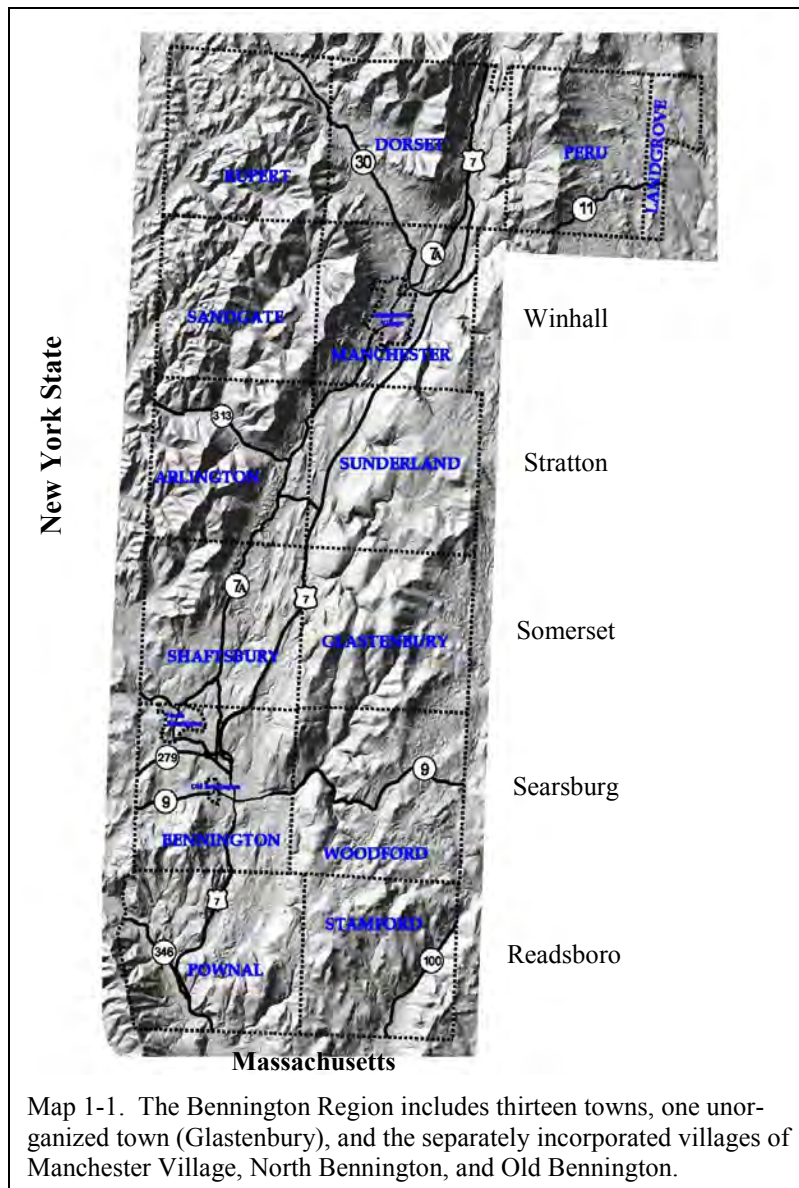 DORSET
30
7
PERU
LANDGROVE
RUPERT
11
7A
SANDGATE
MANCHESTER
Winhall
New York State
313
ARLINGTON
SUNDERLAND
Stratton
7A
7
SHAFTSBURY
GLASTENBURY
Somerset
279
9
Searsburg
9
Old Bennington
BENNINGTON
WOODFORD
7
STAMFORD
346
POWNAL
100
Readsboro
Massachusetts
Map 1-1. The Bennington Region includes thirteen towns, one unor-
ganized town (Glastenbury), and the separately incorporated villages of
Manchester Village, North Bennington, and Old Bennington.